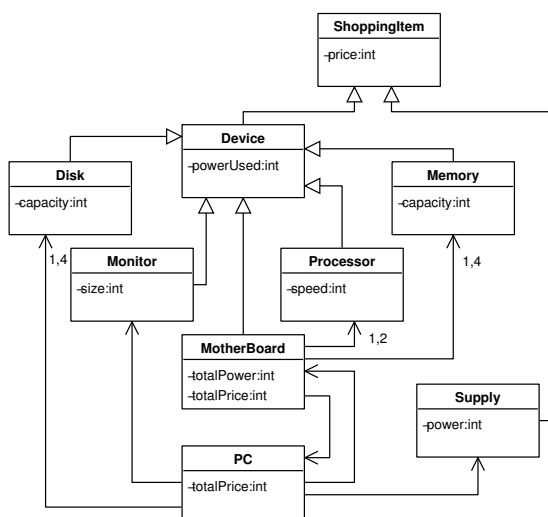 ShoppingItem
-price:int
Device
-powerUsed:int
Disk
-capacity:int
Memory
-capacity:int
1,4
Monitor
-size:int
Processor
-speed:int
1,4
1,2
MotherBoard
-totalPower:int
-totalPrice:int
Supply
-power:int
PC
-totalPrice:int